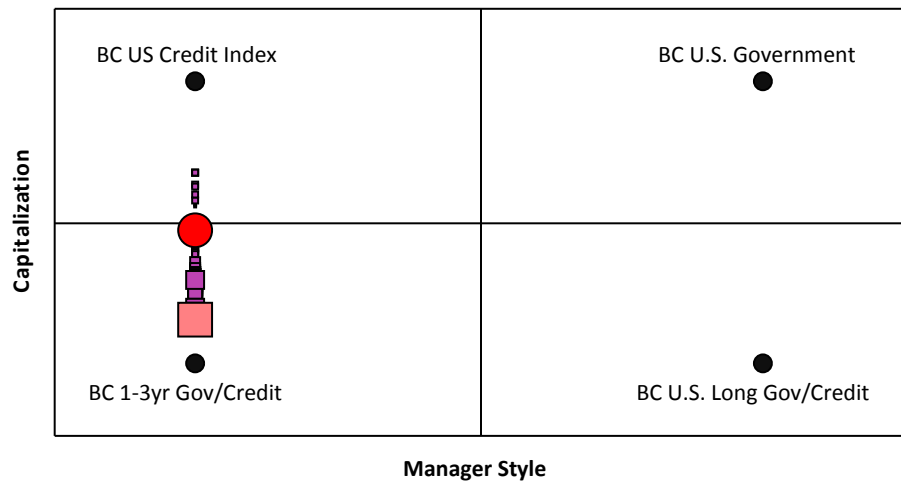 BC US Credit Index
BC U.S. Government
Capitalization
BC 1-3yr Gov/Credit
BC U.S. Long Gov/Credit
Manager Style